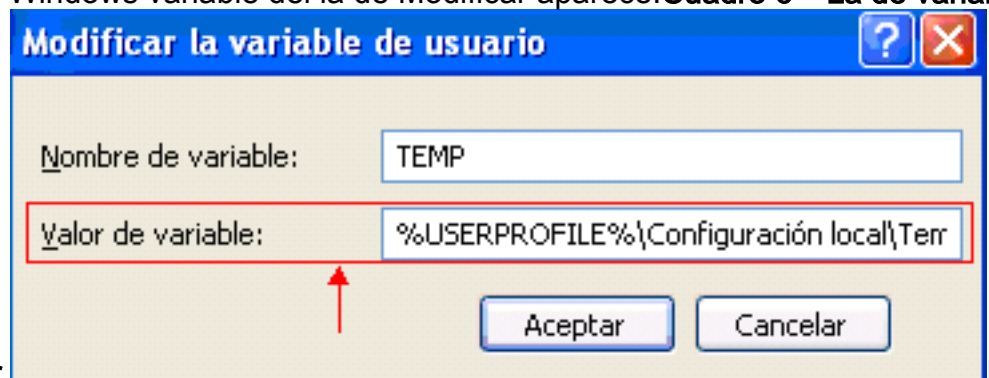 Modificar la variable de usuario
Nombre de variable: TEMP
Valor de variable: %USERPROFILE%\Configuración local\Tem
Aceptar Cancelar